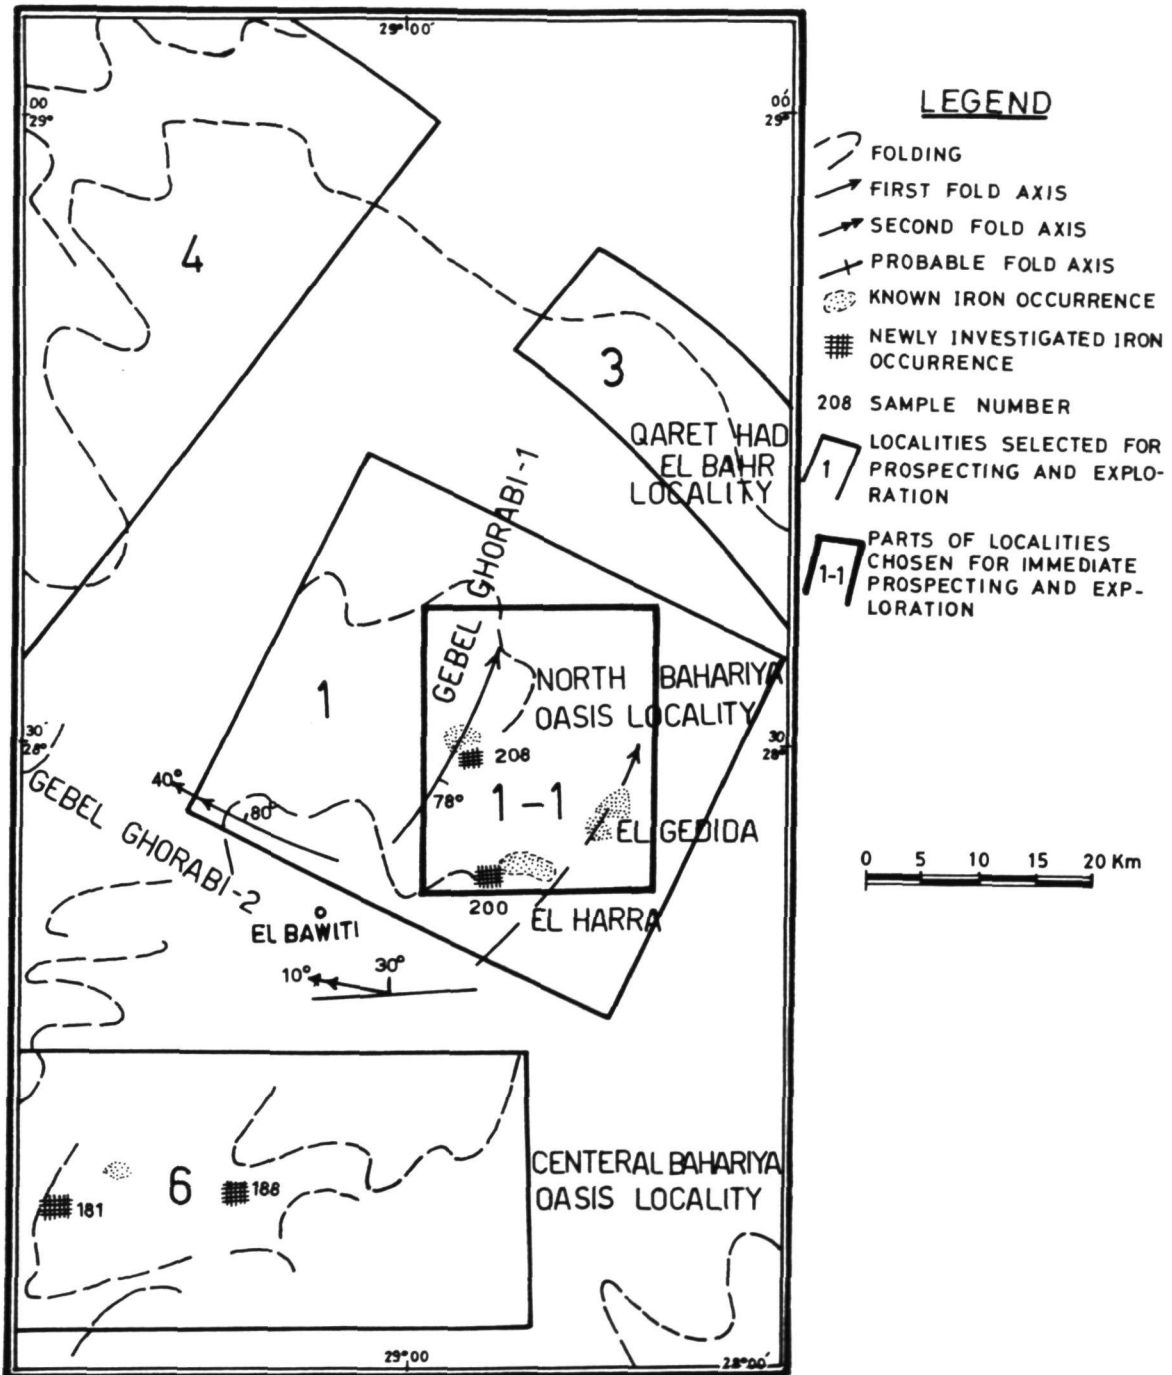 29° 00′
00
29°
00′
29°
4
3
QARET HAD
EL BAHR
LOCALITY
GEBEL GHORABI-1
1
NORTH BAHARIYA
OASIS LOCALITY
30′
28°
30
28°
208
40°
80°
78°
1-1
GEBEL GHORABI-2
EL GEDIDA
200
EL HARRA
EL BAWITI
10°
30°
6
181
188
CENTERAL BAHARIYA
OASIS LOCALITY
29°00
28°00′
LEGEND
FOLDING
FIRST FOLD AXIS
SECOND FOLD AXIS
PROBABLE FOLD AXIS
KNOWN IRON OCCURRENCE
NEWLY INVESTIGATED IRON
OCCURRENCE
208 SAMPLE NUMBER
1
LOCALITIES SELECTED FOR
PROSPECTING AND EXPLO-
RATION
1-1
PARTS OF LOCALITIES
CHOSEN FOR IMMEDIATE
PROSPECTING AND EXP-
LORATION
0 5 10 15 20 Km